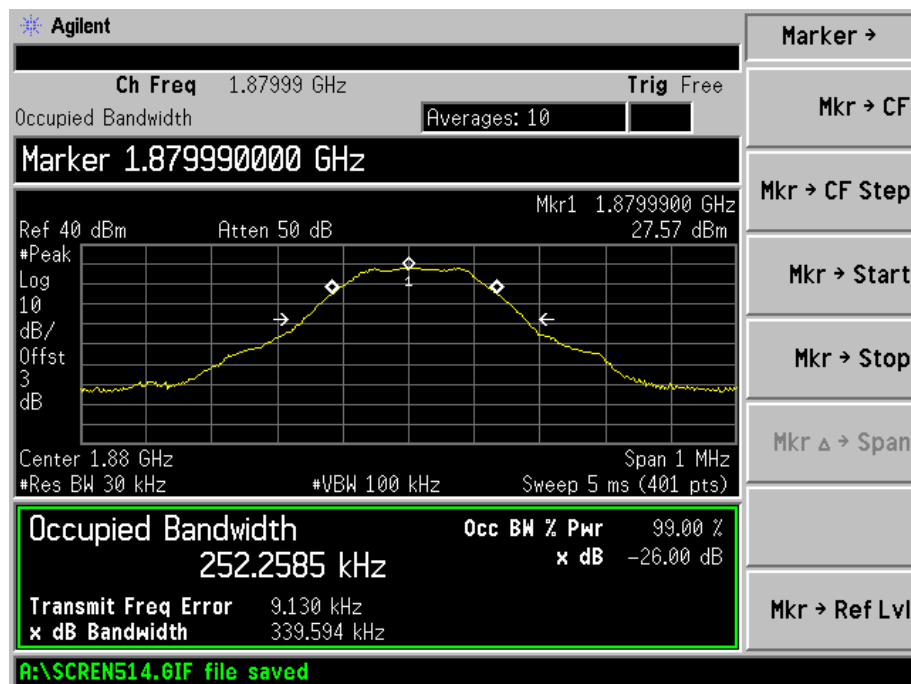 Agilent
Marker →
Ch Freq 1.87999 GHz Trig Free
Occupied Bandwidth Averages: 10
Mkr → CF
Marker 1.879990000 GHz
Mkr → CF Step
Mkr1 1.8799900 GHz
Ref 40 dBm Atten 50 dB 27.57 dBm
#Peak
Log
10
dB/
Offst
3
dB
1
Mkr → Start
Mkr → Stop
Mkr Δ → Span
Center 1.88 GHz Span 1 MHz
#Res BW 30 kHz #VBW 100 kHz Sweep 5 ms (401 pts)
Occupied Bandwidth Occ BW % Pwr 99.00 %
252.2585 kHz x dB -26.00 dB
Transmit Freq Error 9.130 kHz
x dB Bandwidth 339.594 kHz
Mkr → Ref Lvl
A:\SCREN514.GIF file saved